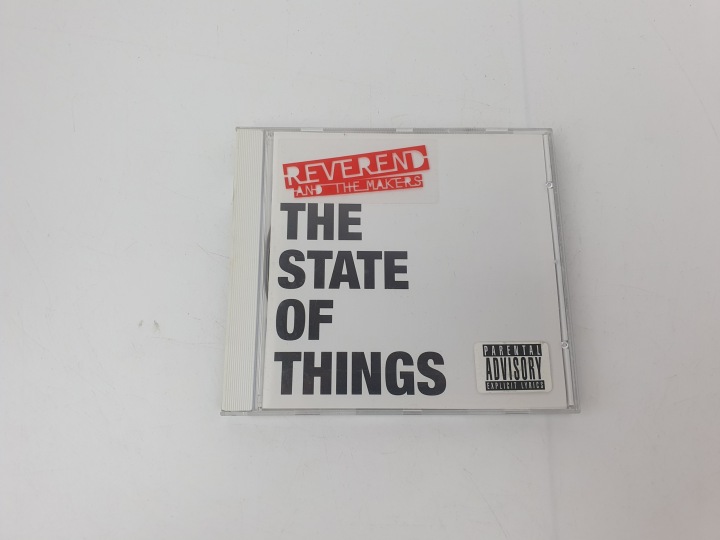 REVEREND
AND THE MAKERS
THE
STATE
OF
THINGS
PARENTAL
ADVISORY
EXPLICIT LYRICS